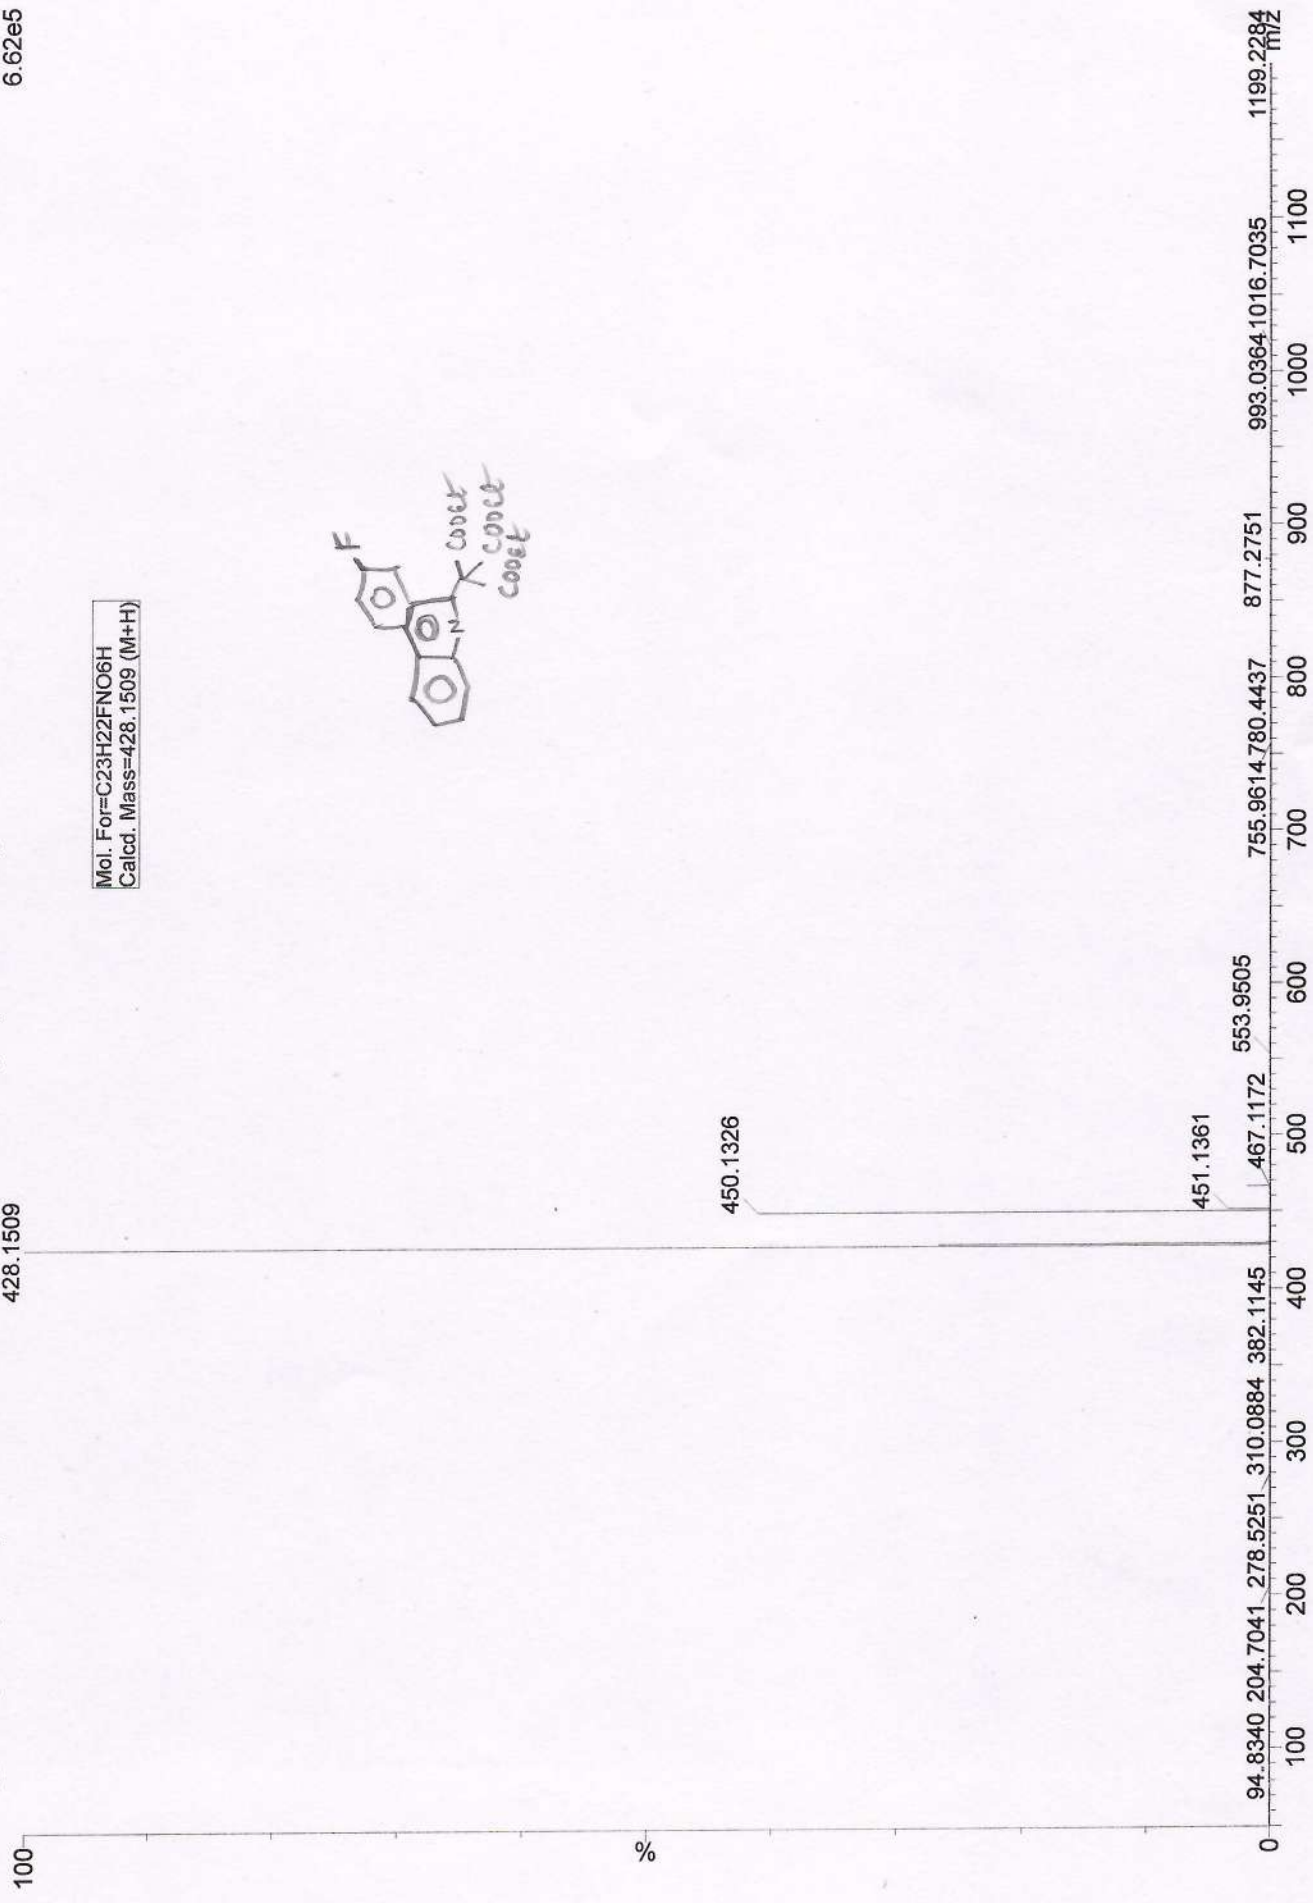 6.62e5
100
428.1509
Mol. For=C23H22FNO6H
Calcd. Mass=428.1509 (M+H)
F
N
COOEt
COOEt
COOEt
%
450.1326
451.1361
94.8340 204.7041 278.5251 310.0884 382.1145 467.1172 553.9505 755.9614 780.4437 877.2751 993.0364 1016.7035 1199.2284
0
m/z
100 200 300 400 500 600 700 800 900 1000 1100